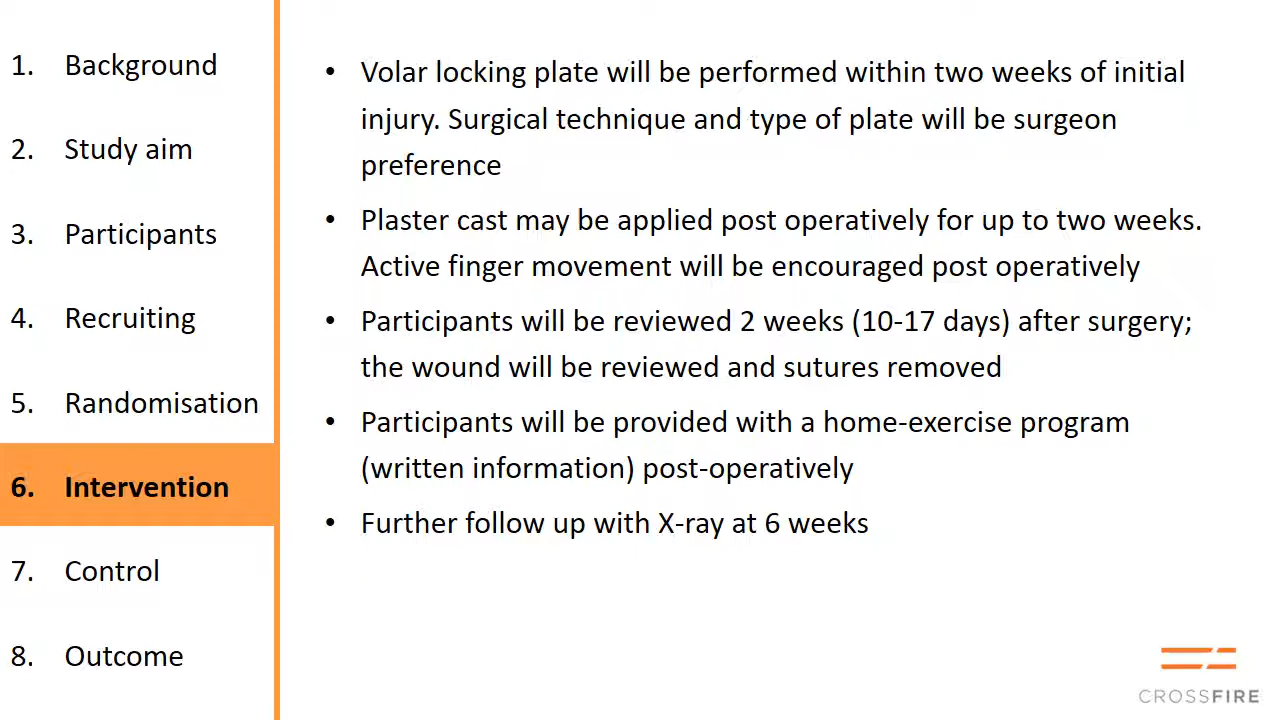 1. Background
2. Study aim
3. Participants
4. Recruiting
5. Randomisation
6. Intervention
7. Control
8. Outcome
• Volar locking plate will be performed within two weeks of initial
injury. Surgical technique and type of plate will be surgeon
preference
• Plaster cast may be applied post operatively for up to two weeks.
Active finger movement will be encouraged post operatively
• Participants will be reviewed 2 weeks (10-17 days) after surgery;
the wound will be reviewed and sutures removed
• Participants will be provided with a home-exercise program
(written information) post-operatively
• Further follow up with X-ray at 6 weeks
CROSSFIRE